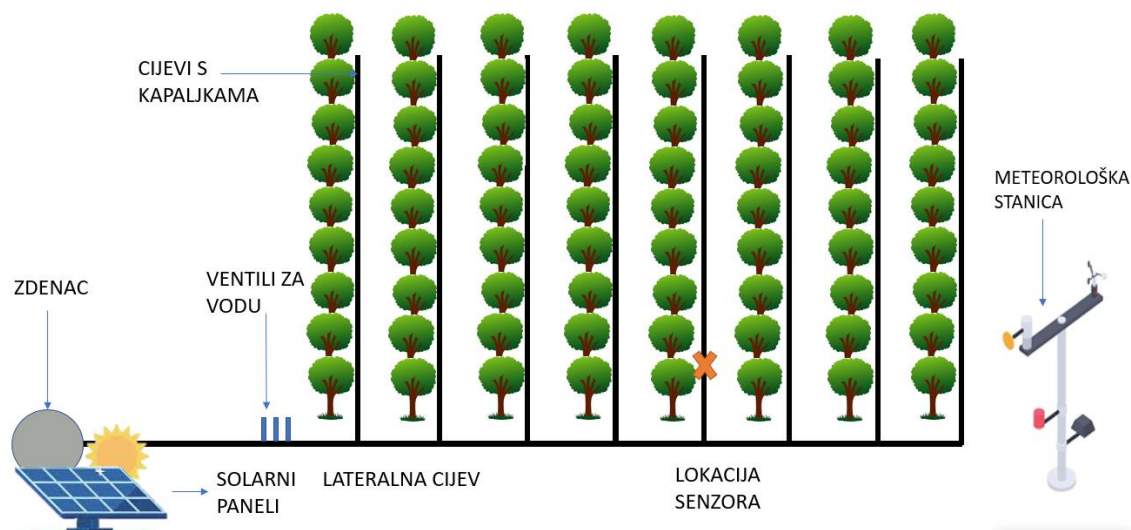 CIJEVI S
KAPALJKAMA
METEOROLOŠKA
STANICA
ZDENAC
VENTILI ZA
VODU
SOLARNI
PANELI
LATERALNA CIJEV
LOKACIJA
SENZORA